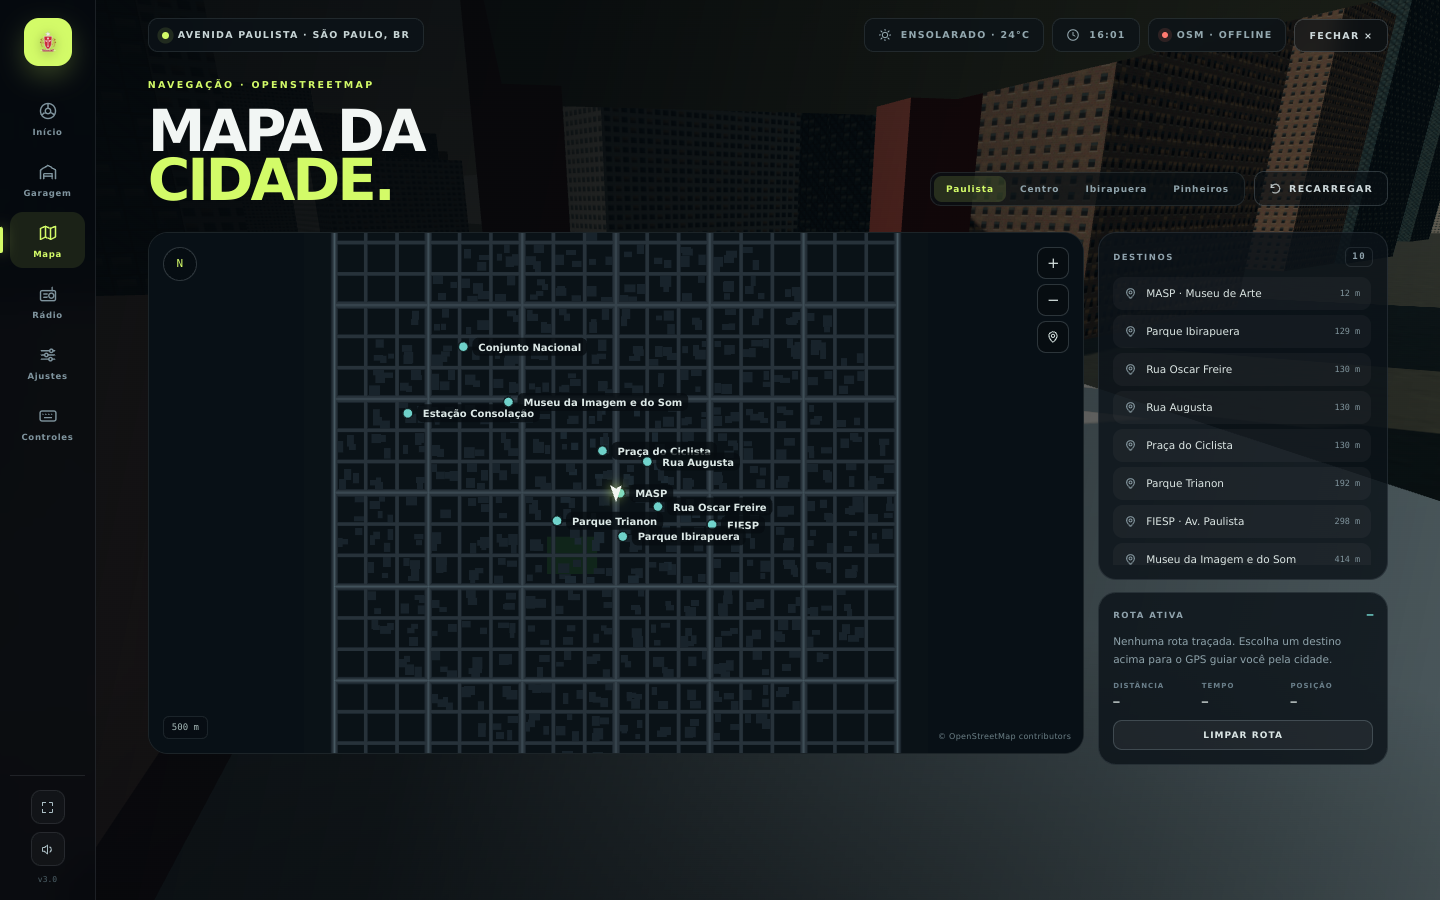 AVENIDA PAULISTA · SÃO PAULO, BR
ENSOLARADO · 24°C
16:01
OSM · OFFLINE
FECHAR ×
Início
Garagem
Mapa
Rádio
Ajustes
Controles
v3.0
NAVEGAÇÃO · OPENSTREETMAP
MAPA DA
CIDADE.
Paulista
Centro
Ibirapuera
Pinheiros
RECARREGAR
N
+
−
Conjunto Nacional
Museu da Imagem e do Som
Estação Consolação
Praça do Ciclista
Rua Augusta
MASP
Rua Oscar Freire
Parque Trianon
FIESP
Parque Ibirapuera
500 m
© OpenStreetMap contributors
DESTINOS
10
MASP · Museu de Arte 12 m
Parque Ibirapuera 129 m
Rua Oscar Freire 130 m
Rua Augusta 130 m
Praça do Ciclista 130 m
Parque Trianon 192 m
FIESP · Av. Paulista 298 m
Museu da Imagem e do Som 414 m
ROTA ATIVA —
Nenhuma rota traçada. Escolha um destino
acima para o GPS guiar você pela cidade.
DISTÂNCIA TEMPO POSIÇÃO
— — —
LIMPAR ROTA